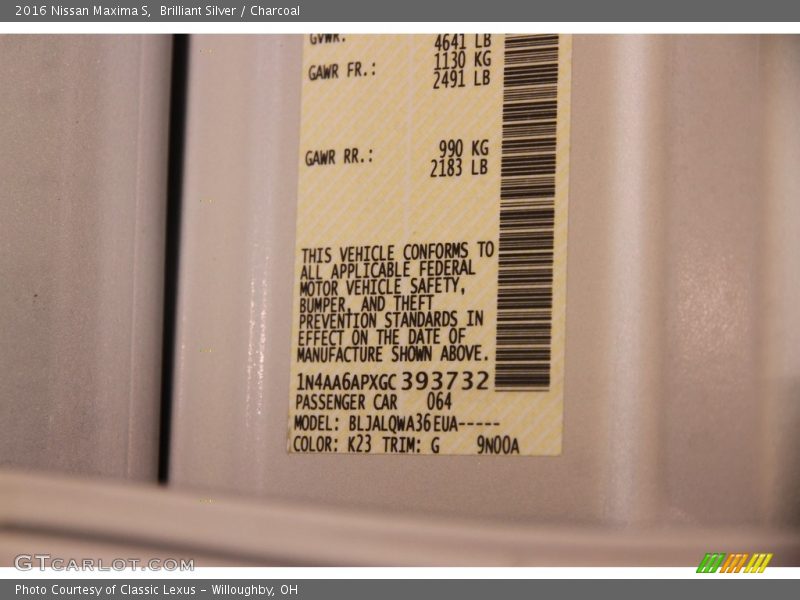 2016 Nissan Maxima S, Brilliant Silver / Charcoal
GVWR: 4641 LB
1130 KG
GAWR FR.: 2491 LB
990 KG
GAWR RR.: 2183 LB
THIS VEHICLE CONFORMS TO
ALL APPLICABLE FEDERAL
MOTOR VEHICLE SAFETY,
BUMPER, AND THEFT
PREVENTION STANDARDS IN
EFFECT ON THE DATE OF
MANUFACTURE SHOWN ABOVE.
1N4AA6APXGC393732
PASSENGER CAR 064
MODEL: BLJALQWA36EUA-----
COLOR: K23 TRIM: G 9N00A
GTCARLOT.COM
Photo Courtesy of Classic Lexus - Willoughby, OH